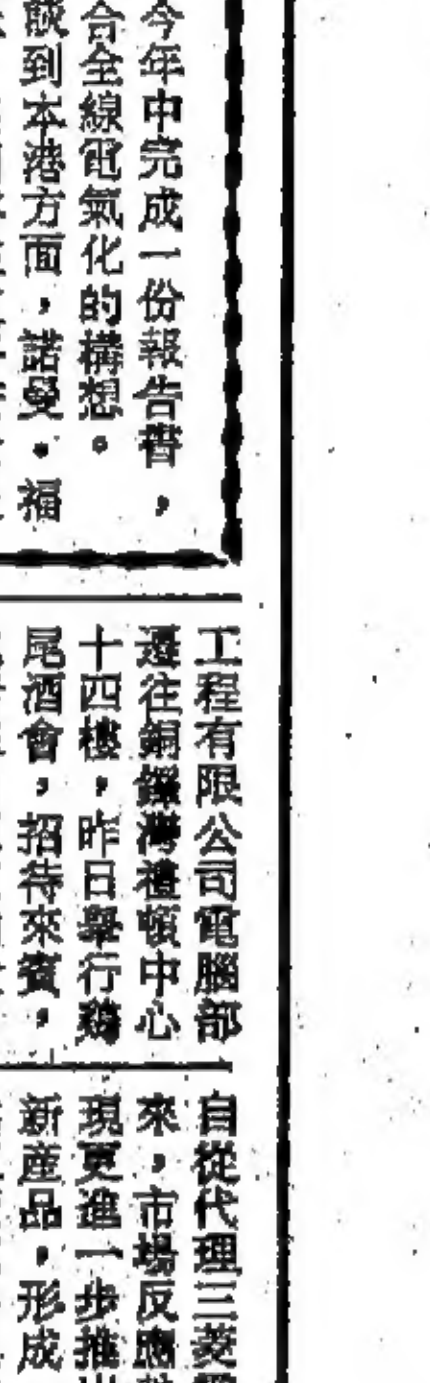 今年中完成一份報告書，
合全線電氣化的構想。
談到本港方面，諾曼•福
工程有限公司電腦部
遷往銅鑼灣禮頓中心
十四樓，昨日舉行鷄
尾酒會，招待來賓，
自從代理三菱電
來，市場反應
現更進一步推出
新產品，形成